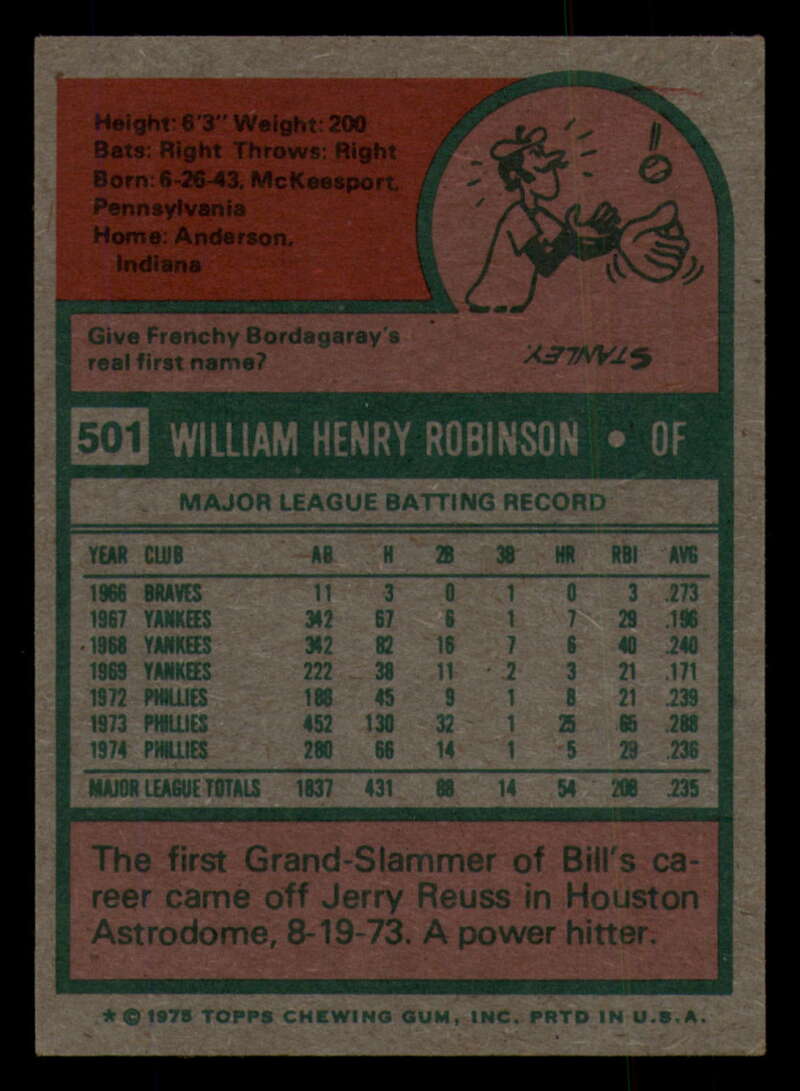 Height: 6'3" Weight: 200
Bats: Right Throws: Right
Born: 6-26-43, McKeesport,
Pennsylvania
Home: Anderson,
Indiana
Give Frenchy Bordagaray's
real first name?
STANLEY.
501 WILLIAM HENRY ROBINSON • OF
MAJOR LEAGUE BATTING RECORD
YEAR CLUB AB H 2B 3B HR RBI AVG
1966 BRAVES 11 3 0 1 0 3 .273
1967 YANKEES 342 67 6 1 7 29 .196
1968 YANKEES 342 82 16 7 6 40 .240
1969 YANKEES 222 38 11 2 3 21 .171
1972 PHILLIES 188 45 9 1 8 21 .239
1973 PHILLIES 452 130 32 1 25 65 .288
1974 PHILLIES 280 66 14 1 5 29 .236
MAJOR LEAGUE TOTALS 1837 431 88 14 54 208 .235
The first Grand-Slammer of Bill's ca-
reer came off Jerry Reuss in Houston
Astrodome, 8-19-73. A power hitter.
* © 1975 TOPPS CHEWING GUM, INC. PRTD IN U.S.A.